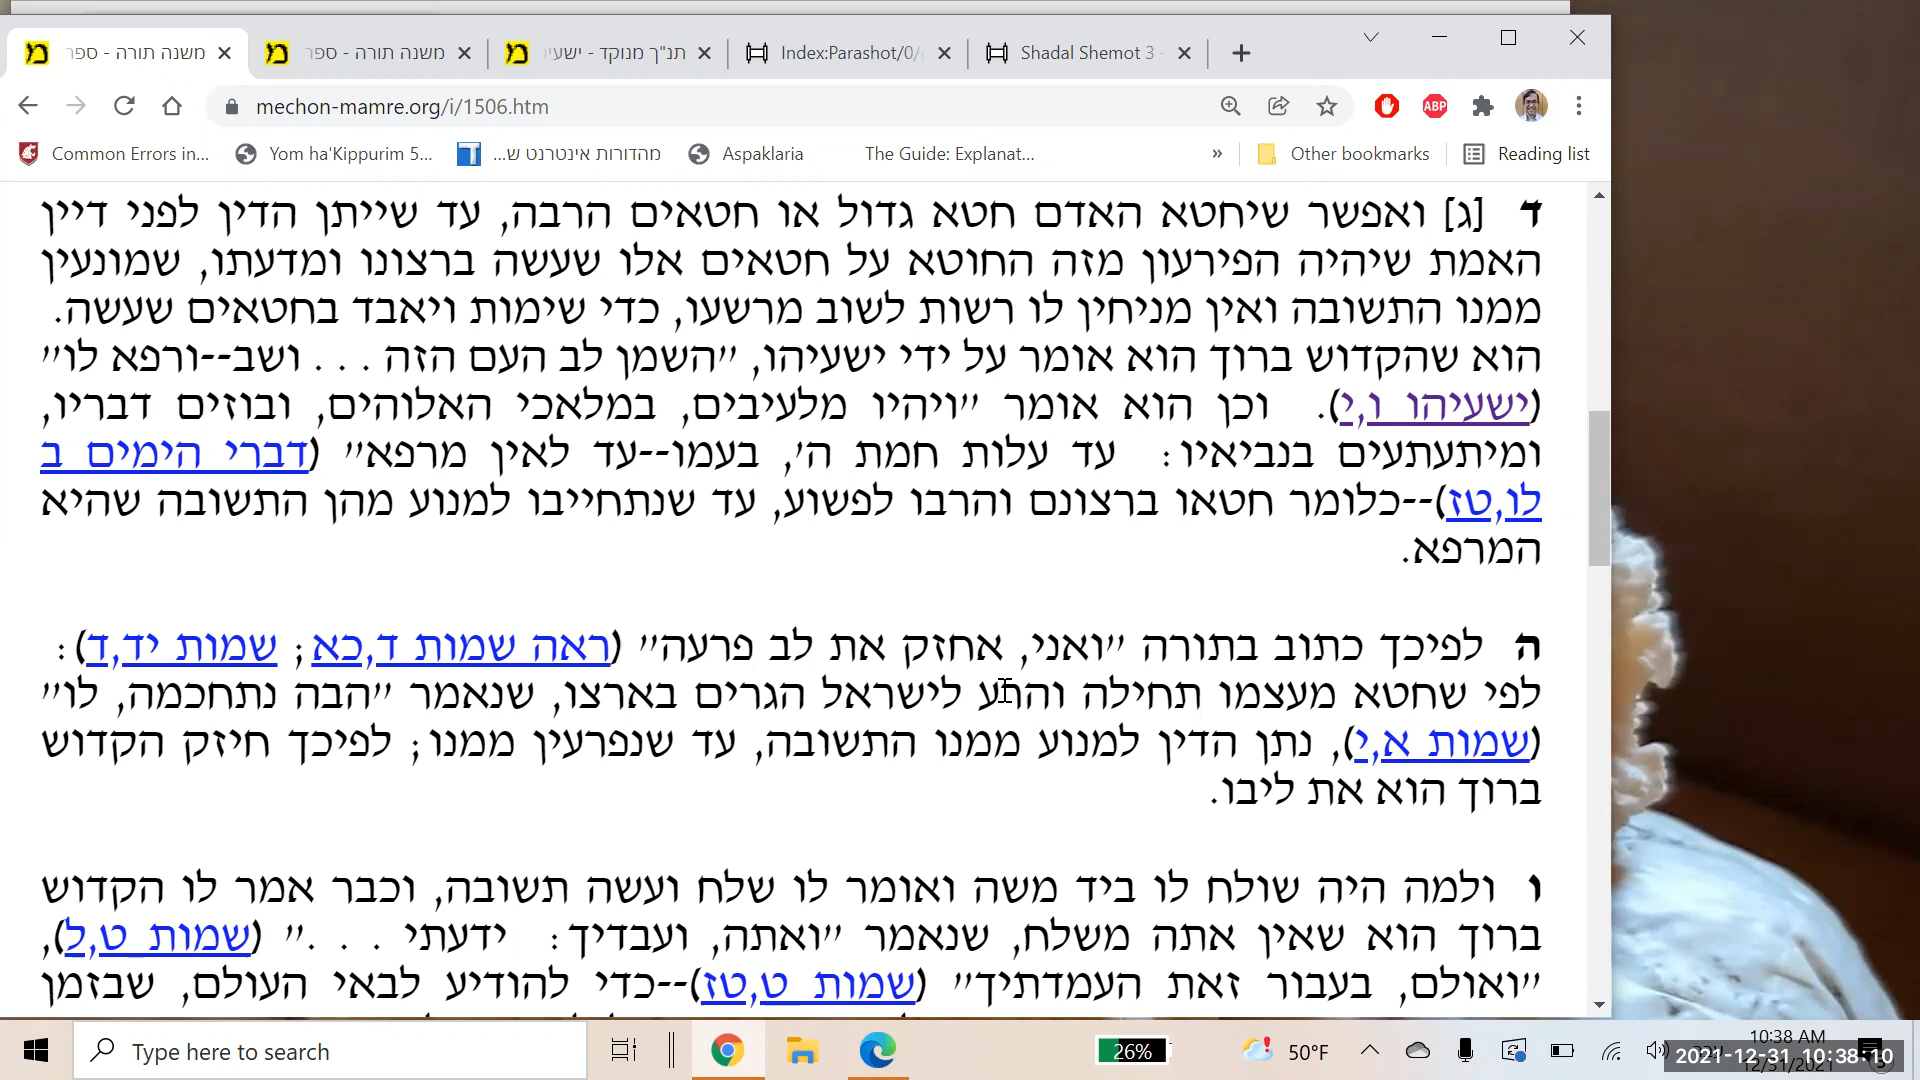 משנה תורה - ספר
משנה תורה - ספר
תנ"ך מנוקד - ישעי
Index:Parashot/0/
Shadal Shemot 3 -
mechon-mamre.org/i/1506.htm
ABP
Common Errors in...
Yom ha'Kippurim 5...
מהדורות אינטרנט ש...
Aspaklaria
The Guide: Explanat...
»
Other bookmarks
Reading list
ד [ג] ואפשר שיחטא האדם חטא גדול או חטאים הרבה, עד שייתן הדין לפני דיין
האמת שיהיה הפירעון מזה החוטא על חטאים אלו שעשה ברצונו ומדעתו, שמונעין
ממנו התשובה ואין מניחין לו רשות לשוב מרשעו, כדי שימות ויאבד בחטאים שעשה.
הוא שהקדוש ברוך הוא אומר על ידי ישעיהו, "השמן לב העם הזה . . . ושב--ורפא לו"
(ישעיהו ו,י). וכן הוא אומר "ויהיו מלעיבים, במלאכי האלוהים, ובוזים דבריו,
ומיתעתעים בנביאיו: עד עלות חמת ה', בעמו--עד לאין מרפא" (דברי הימים ב
לו,טז)--כלומר חטאו ברצונם והרבו לפשוע, עד שנתחייבו למנוע מהן התשובה שהיא
המרפא.
ה לפיכך כתוב בתורה "ואני, אחזק את לב פרעה" (ראה שמות ד,כא; שמות יד,ד):
לפי שחטא מעצמו תחילה והרע לישראל הגרים בארצו, שנאמר "הבה נתחכמה, לו"
(שמות א,י), נתן הדין למנוע ממנו התשובה, עד שנפרעין ממנו; לפיכך חיזק הקדוש
ברוך הוא את ליבו.
ו ולמה היה שולח לו ביד משה ואומר לו שלח ועשה תשובה, וכבר אמר לו הקדוש
ברוך הוא שאין אתה משלח, שנאמר "ואתה, ועבדיך: ידעתי . . ." (שמות ט,ל),
"ואולם, בעבור זאת העמדתיך" (שמות ט,טז)--כדי להודיע לבאי העולם, שבזמן
Type here to search
26%
50°F
10:38 AM
12/31/2021
2021-12-31 10:38:10